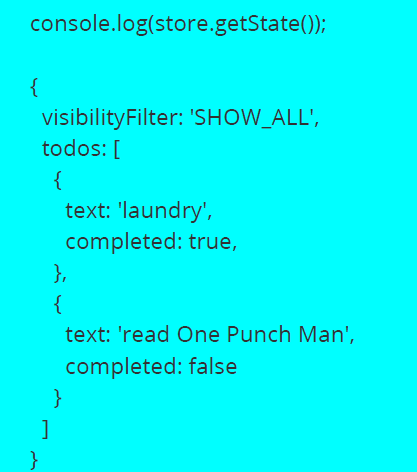 console.log(store.getState());
{
visibilityFilter: 'SHOW_ALL',
todos: [
{
text: 'laundry',
completed: true,
},
{
text: 'read One Punch Man',
completed: false
}
]
}